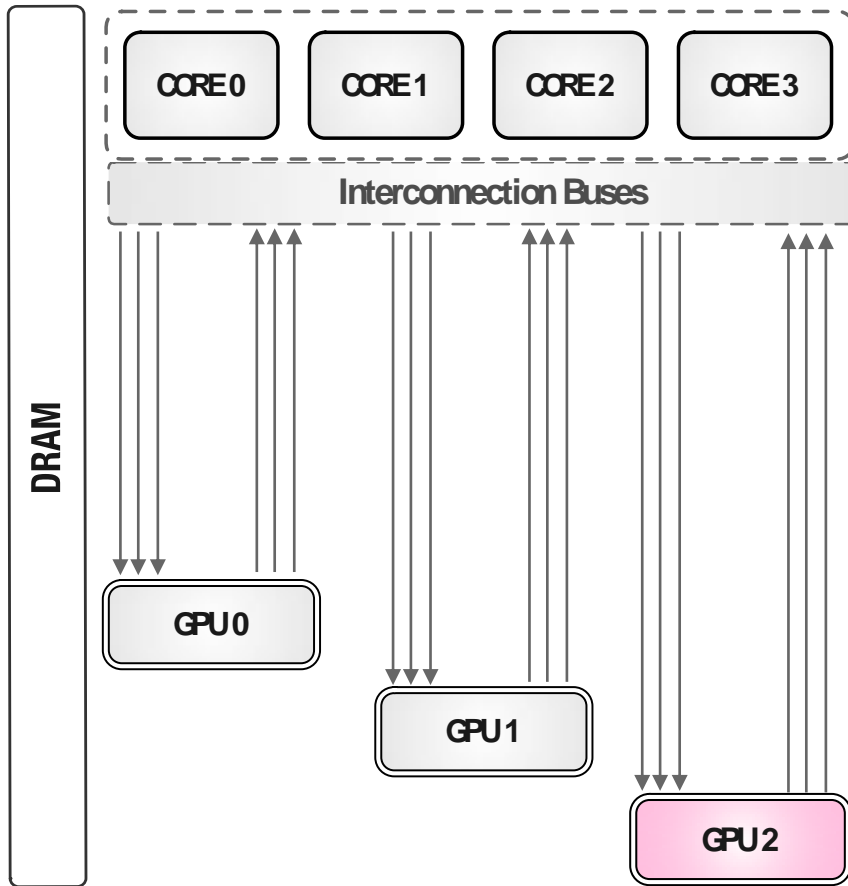 CORE 0
CORE 1
CORE 2
CORE 3
Interconnection Buses
DRAM
GPU 0
GPU 1
GPU 2